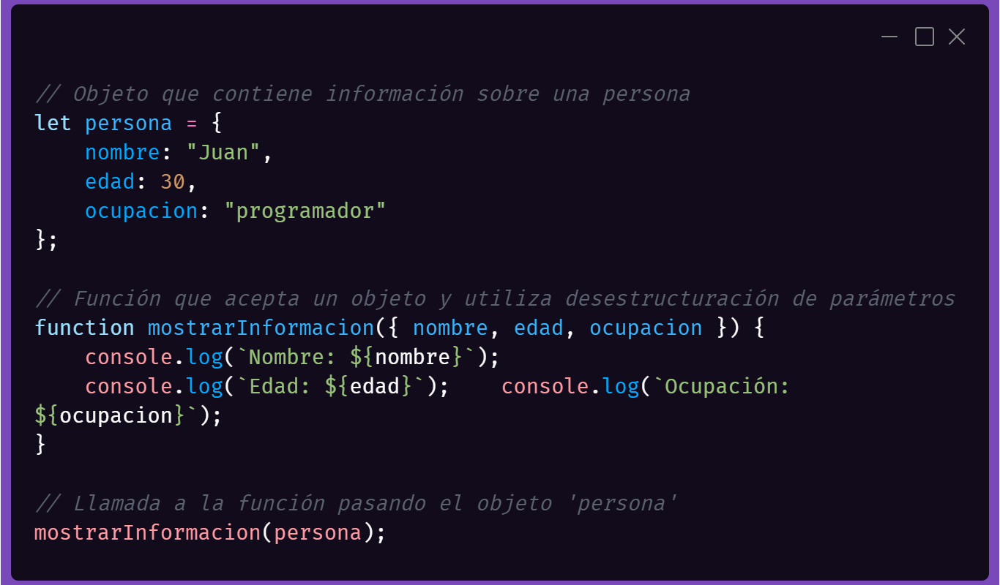 // Objeto que contiene información sobre una persona
let persona = {
    nombre: "Juan",
    edad: 30,
    ocupacion: "programador"
};

// Función que acepta un objeto y utiliza desestructuración de parámetros
function mostrarInformacion({ nombre, edad, ocupacion }) {
    console.log(`Nombre: ${nombre}`);
    console.log(`Edad: ${edad}`);    console.log(`Ocupación:
${ocupacion}`);
}

// Llamada a la función pasando el objeto 'persona'
mostrarInformacion(persona);